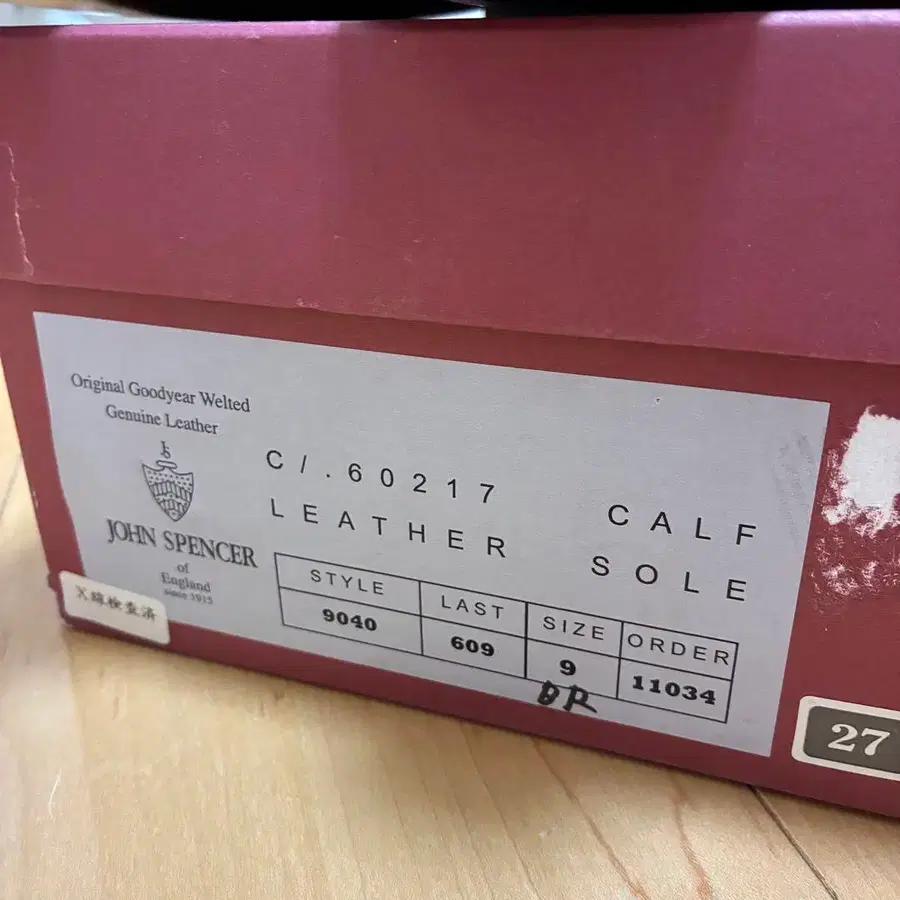 Original Goodyear Welted
Genuine Leather
JOHN SPENCER
of
England
since 1915
C/.60217 CALF
LEATHER SOLE
STYLE LAST SIZE ORDER
9040 609 9 11034
X線検査済
27